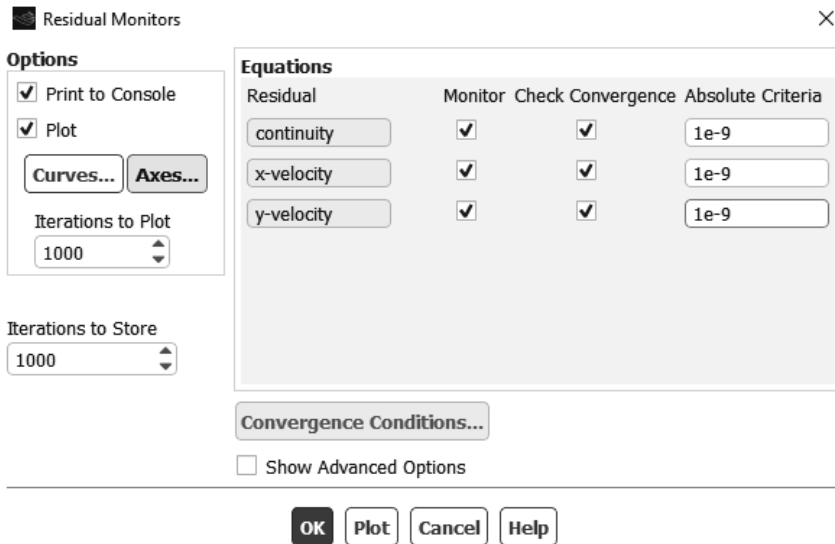 Residual Monitors
Options
Print to Console
Plot
Curves... Axes...
Iterations to Plot
1000
Iterations to Store
1000
Equations
Residual Monitor Check Convergence Absolute Criteria
continuity 1e-9
x-velocity 1e-9
y-velocity 1e-9
Convergence Conditions...
Show Advanced Options
OK Plot Cancel Help